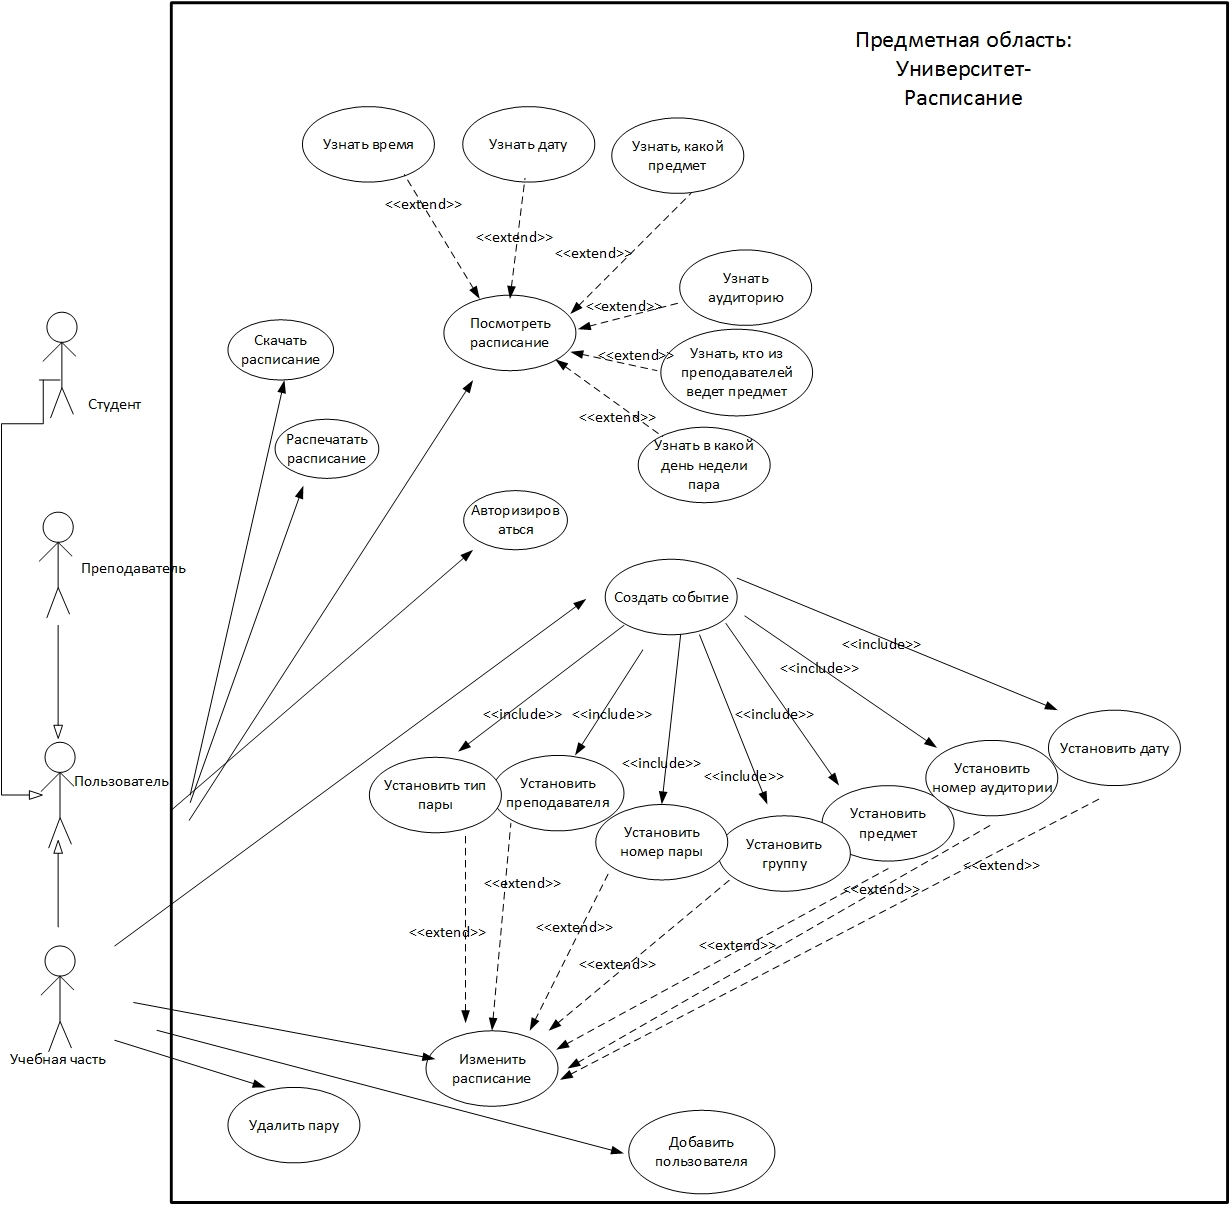 Предметная область:
Университет-
Расписание
Узнать время
Узнать дату
Узнать, какой
предмет
<<extend>>
<<extend>>
<<extend>>
Узнать
аудиторию
<<extend>>
Посмотреть
расписание
Скачать
расписание
<<extend>>
Узнать, кто из
преподавателей
ведет предмет
Студент
<<extend>>
Распечатать
расписание
Узнать в какой
день недели
пара
Авторизиров
аться
Преподаватель
Создать событие
<<include>>
<<include>>
<<include>>
<<include>>
<<include>>
<<include>>
<<include>>
Установить дату
Пользователь
Установить тип
пары
Установить
преподавателя
Установить
номер аудитории
Установить
номер пары
Установить
группу
Установить
предмет
<<extend>>
<<extend>>
<<extend>>
<<extend>>
<<extend>>
<<extend>>
<<extend>>
Учебная часть
Изменить
расписание
Удалить пару
Добавить
пользователя